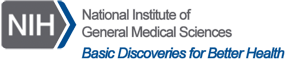 NIH
National Institute of
General Medical Sciences
Basic Discoveries for Better Health